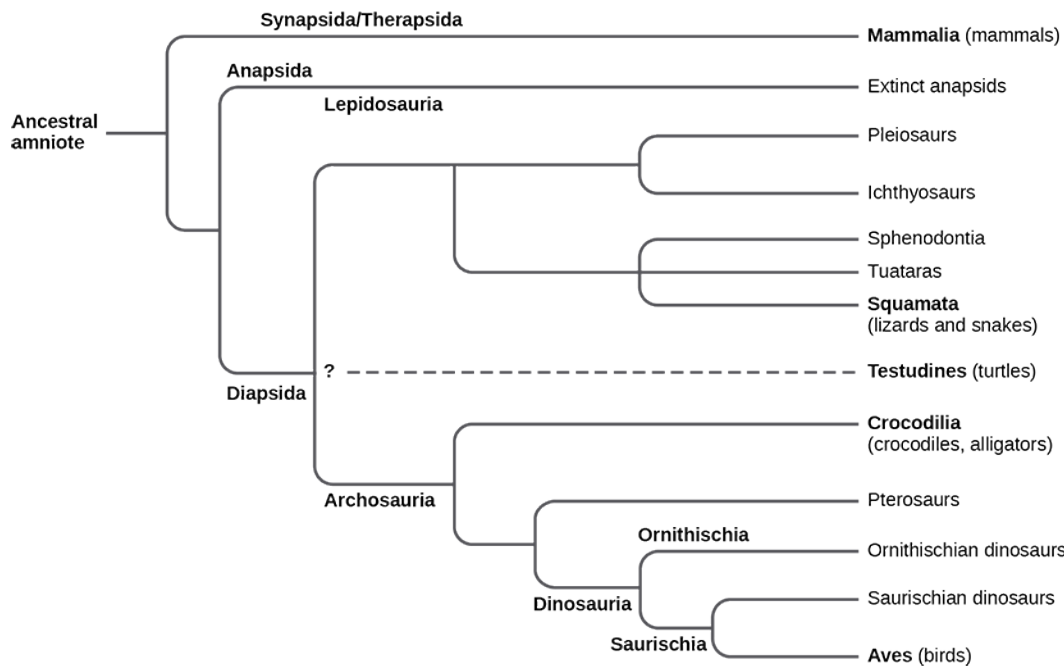 Synapsida/Therapsida
Mammalia (mammals)
Anapsida
Extinct anapsids
Lepidosauria
Ancestral
amniote
Pleiosaurs
Ichthyosaurs
Sphenodontia
Tuataras
Squamata
(lizards and snakes)
?
Testudines (turtles)
Diapsida
Crocodilia
(crocodiles, alligators)
Archosauria
Pterosaurs
Ornithischia
Ornithischian dinosaurs
Dinosauria
Saurischian dinosaurs
Saurischia
Aves (birds)